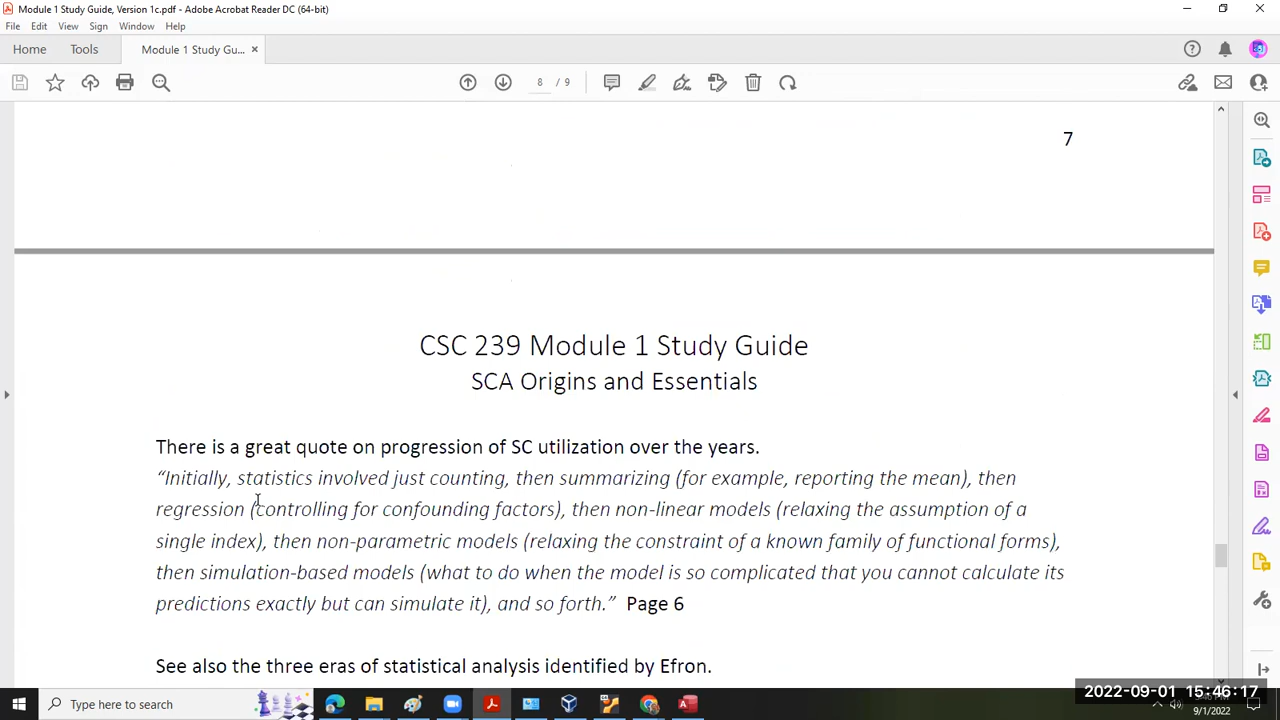 Module 1 Study Guide, Version 1c.pdf - Adobe Acrobat Reader DC (64-bit)
File Edit View Sign Window Help
Home Tools Module 1 Study Gu... ×
8 / 9
7
CSC 239 Module 1 Study Guide
SCA Origins and Essentials
There is a great quote on progression of SC utilization over the years.
“Initially, statistics involved just counting, then summarizing (for example, reporting the mean), then
regression (controlling for confounding factors), then non-linear models (relaxing the assumption of a
single index), then non-parametric models (relaxing the constraint of a known family of functional forms),
then simulation-based models (what to do when the model is so complicated that you cannot calculate its
predictions exactly but can simulate it), and so forth.” Page 6
See also the three eras of statistical analysis identified by Efron.
Type here to search
2022-09-01 15:46:17
9/1/2022